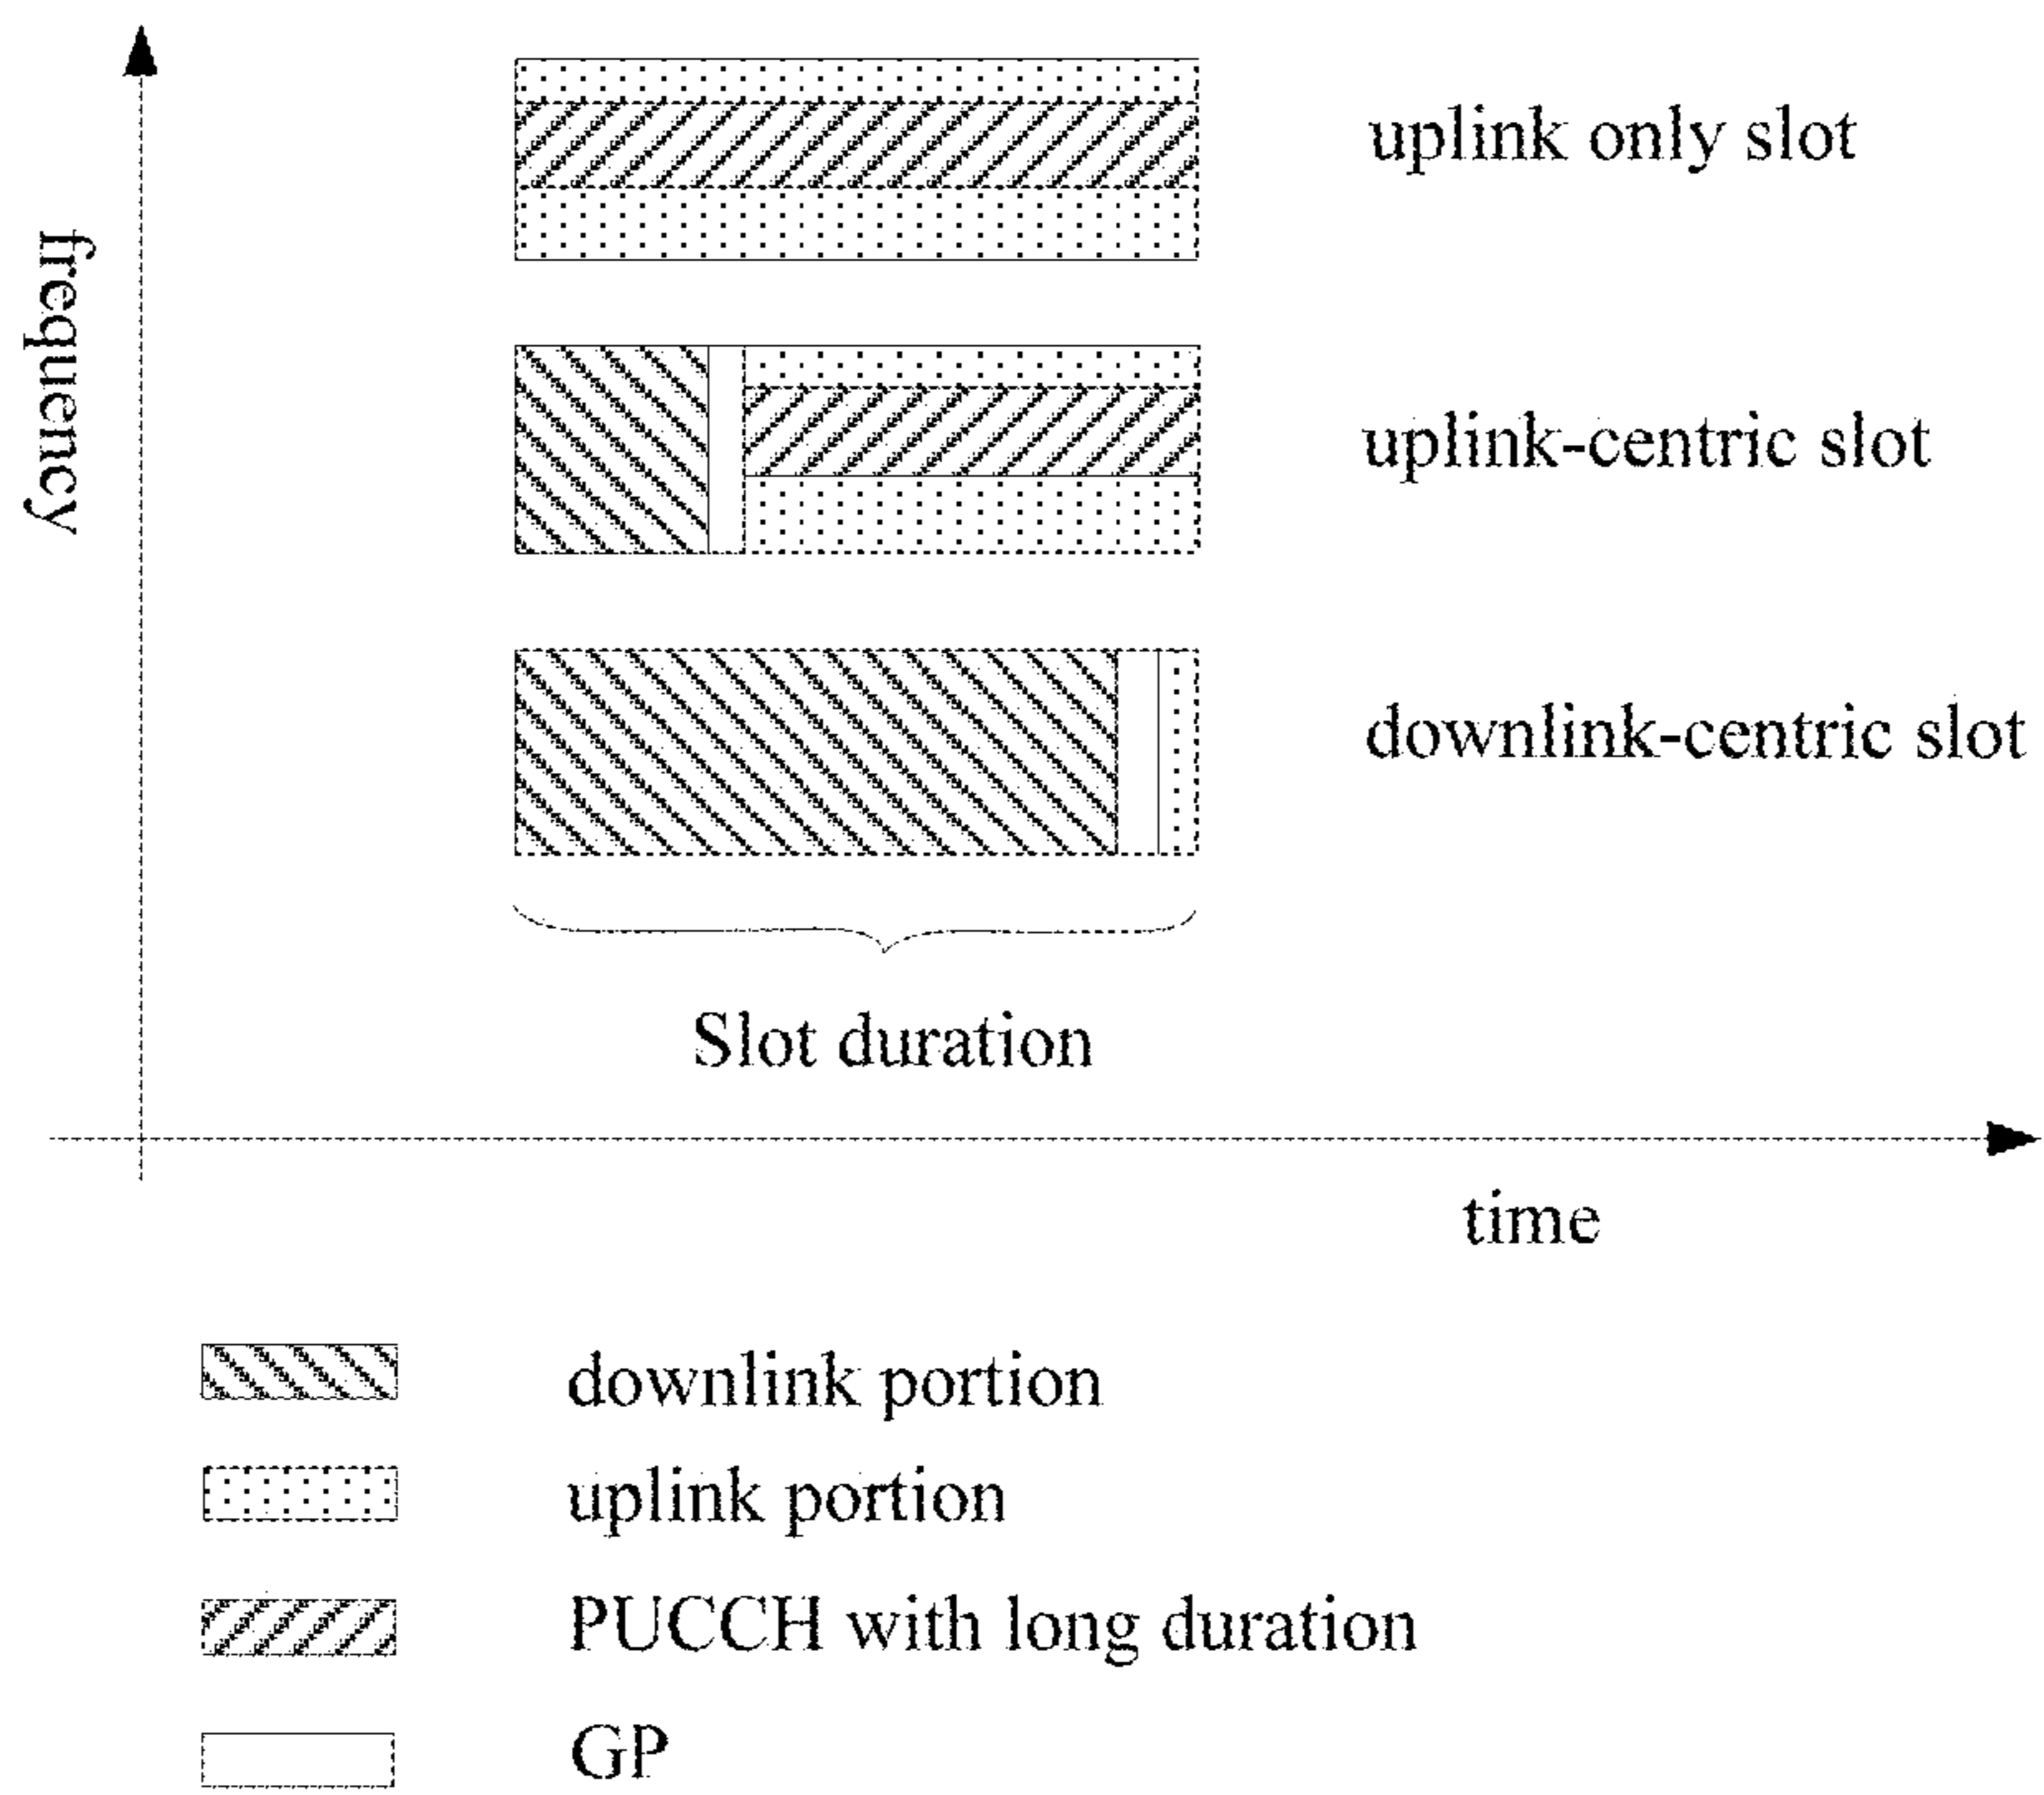 frequency
uplink only slot
uplink-centric slot
downlink-centric slot
Slot duration
time
downlink portion
uplink portion
PUCCH with long duration
GP